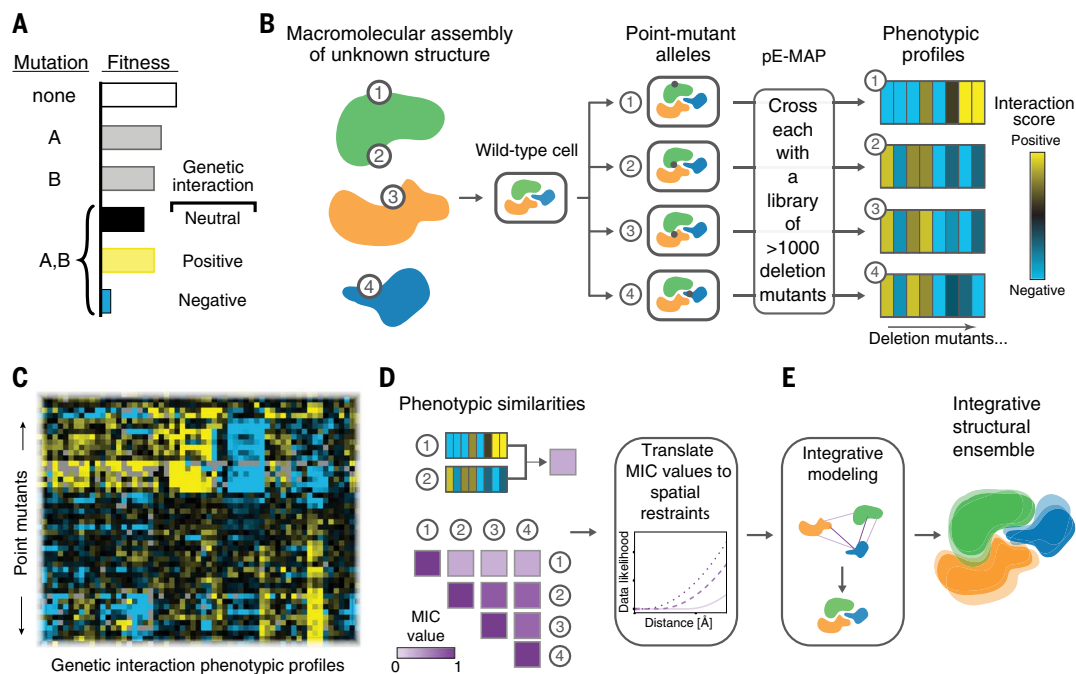 A
Mutation Fitness
none
A
B
Genetic
interaction
Neutral
A,B
Positive
Negative
B
Macromolecular assembly
of unknown structure
1
2
3
4
Wild-type cell
Point-mutant
alleles
1
2
3
4
pE-MAP
Cross
each
with
a
library
of
>1000
deletion
mutants
Phenotypic
profiles
1
2
3
4
Deletion mutants...
Interaction
score
Positive
Negative
C
Point mutants
Genetic interaction phenotypic profiles
D
Phenotypic similarities
1
2
1 2 3 4
1
2
3
4
MIC
value
0 1
Translate
MIC values to
spatial
restraints
Data likelihood
Distance [Å]
E
Integrative
modeling
Integrative
structural
ensemble